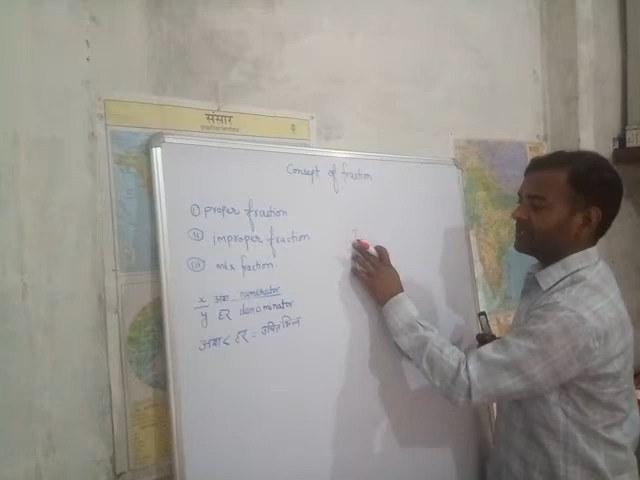 संसार
Concept of fraction
(i) proper fraction
(ii) improper fraction
(iii) mix fraction.
x अंश numerator
y हर denominator
अंश < हर = उचित भिन्न